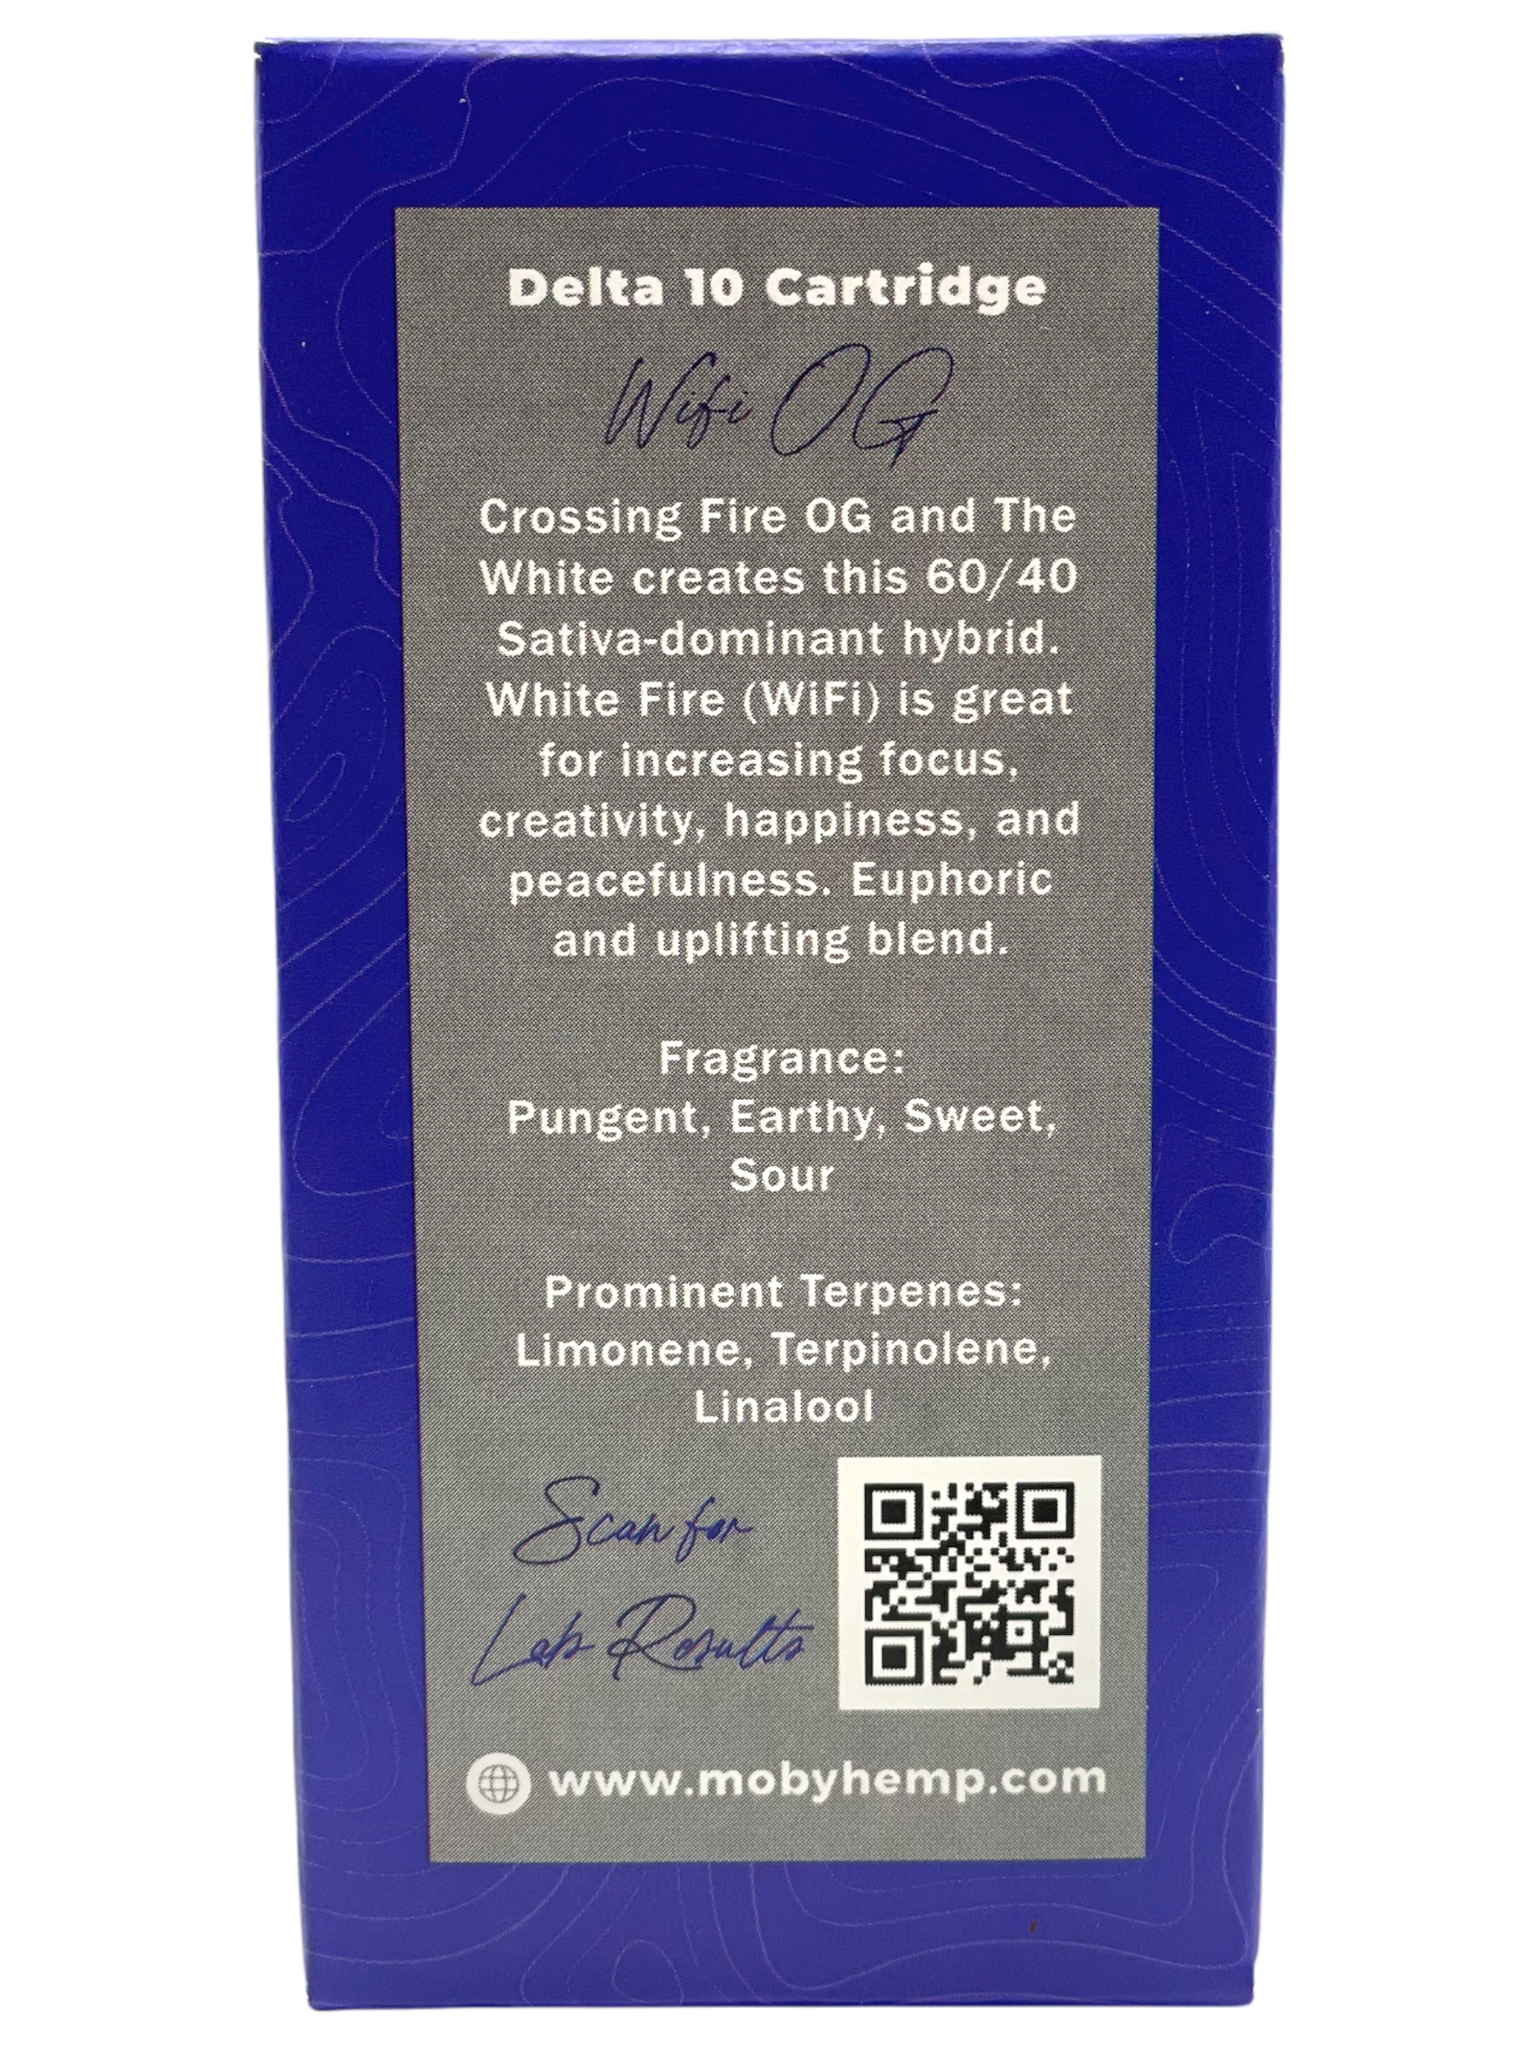 Delta 10 Cartridge
Wifi OG
Crossing Fire OG and The
White creates this 60/40
Sativa-dominant hybrid.
White Fire (WiFi) is great
for increasing focus,
creativity, happiness, and
peacefulness. Euphoric
and uplifting blend.
Fragrance:
Pungent, Earthy, Sweet,
Sour
Prominent Terpenes:
Limonene, Terpinolene,
Linalool
Scan for
Lab Results
www.mobyhemp.com